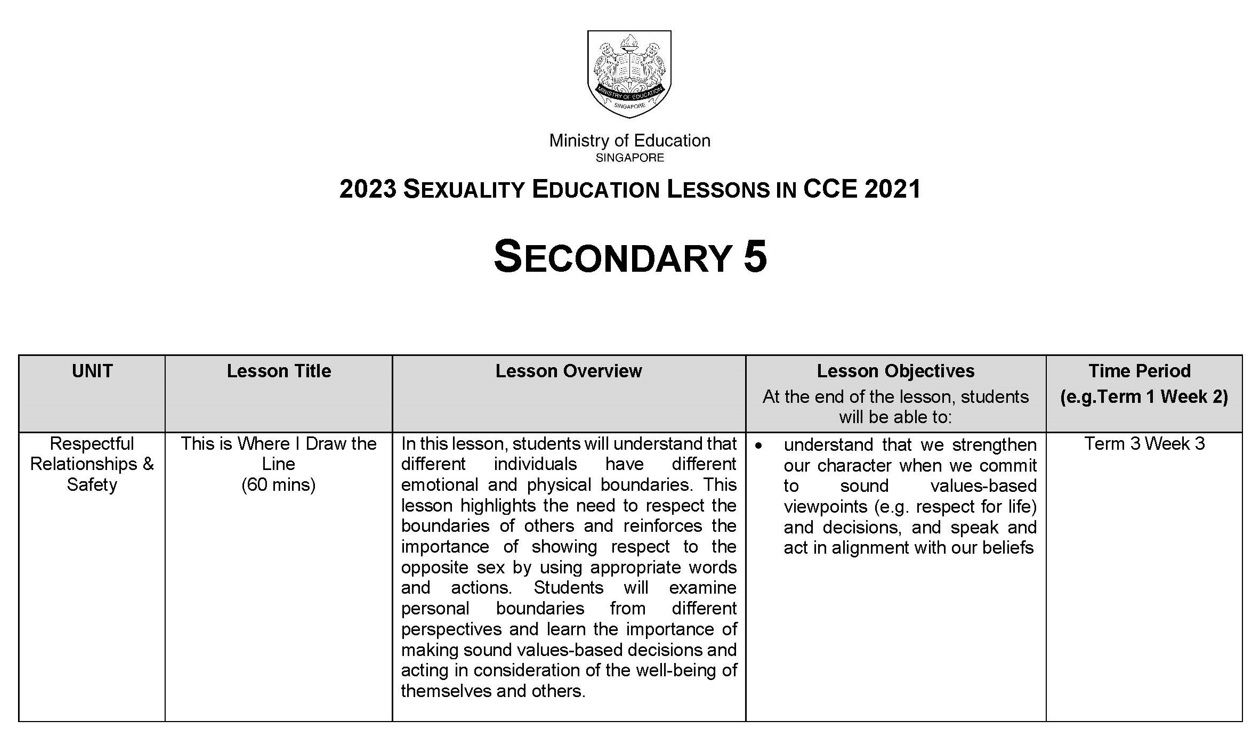 MINISTRY OF EDUCATION
SINGAPORE
Ministry of Education
SINGAPORE
2023 SEXUALITY EDUCATION LESSONS IN CCE 2021
SECONDARY 5
UNIT
Lesson Title
Lesson Overview
Lesson Objectives
At the end of the lesson, students
will be able to:
Time Period
(e.g.Term 1 Week 2)
Respectful
Relationships &
Safety
This is Where I Draw the
Line
(60 mins)
In this lesson, students will understand that
different individuals have different
emotional and physical boundaries. This
lesson highlights the need to respect the
boundaries of others and reinforces the
importance of showing respect to the
opposite sex by using appropriate words
and actions. Students will examine
personal boundaries from different
perspectives and learn the importance of
making sound values-based decisions and
acting in consideration of the well-being of
themselves and others.
• understand that we strengthen
our character when we commit
to sound values-based
viewpoints (e.g. respect for life)
and decisions, and speak and
act in alignment with our beliefs
Term 3 Week 3